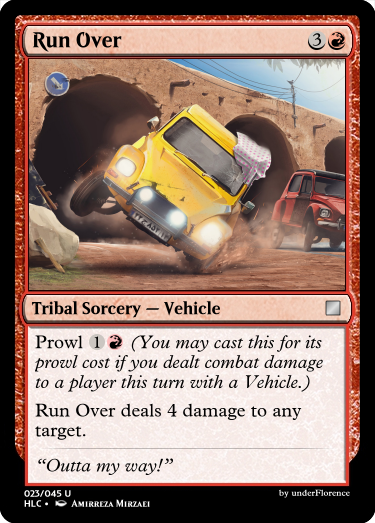 Run Over 3
Tribal Sorcery — Vehicle
Prowl 1 (You may cast this for its
prowl cost if you dealt combat damage
to a player this turn with a Vehicle.)
Run Over deals 4 damage to any
target.
“Outta my way!”
023/045 U
HLC • Amirreza Mirzaei
by underFlorence